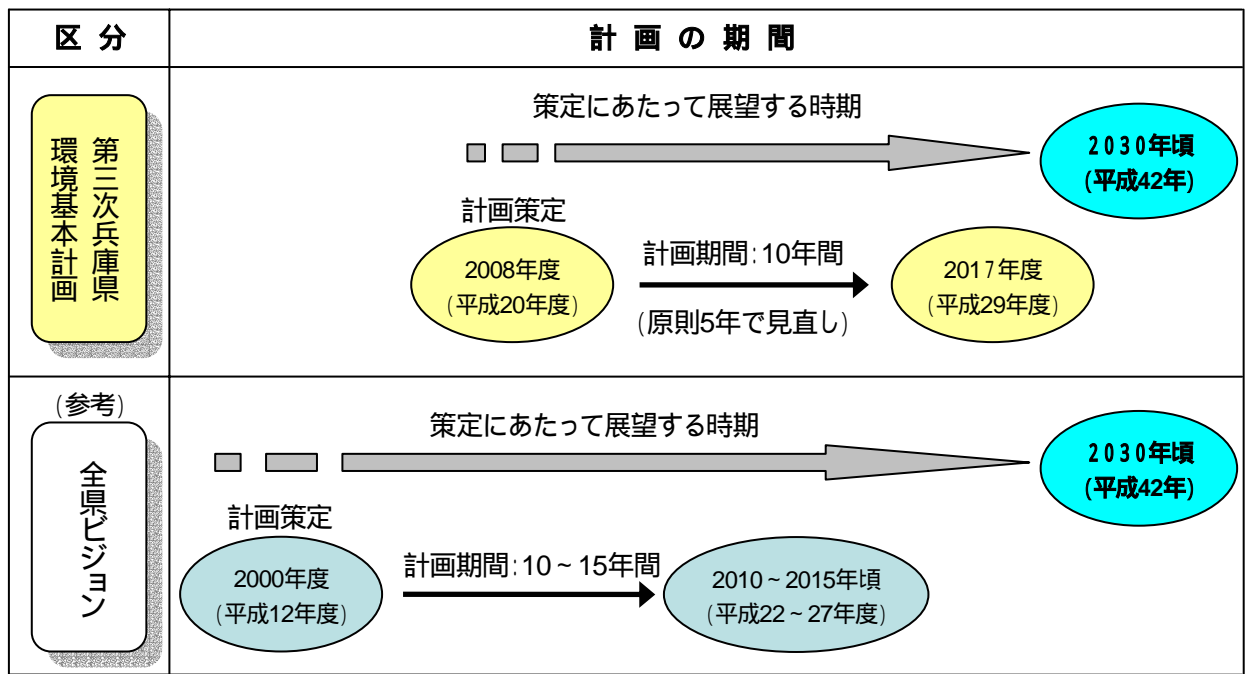 区分
計画の期間
第三次兵庫県
環境基本計画
策定にあたって展望する時期
2030年頃
(平成42年)
計画策定
2008年度
(平成20年度)
計画期間:10年間
(原則5年で見直し)
2017年度
(平成29年度)
(参考)
全県ビジョン
策定にあたって展望する時期
2030年頃
(平成42年)
計画策定
2000年度
(平成12年度)
計画期間:10~15年間
2010~2015年頃
(平成22~27年度)